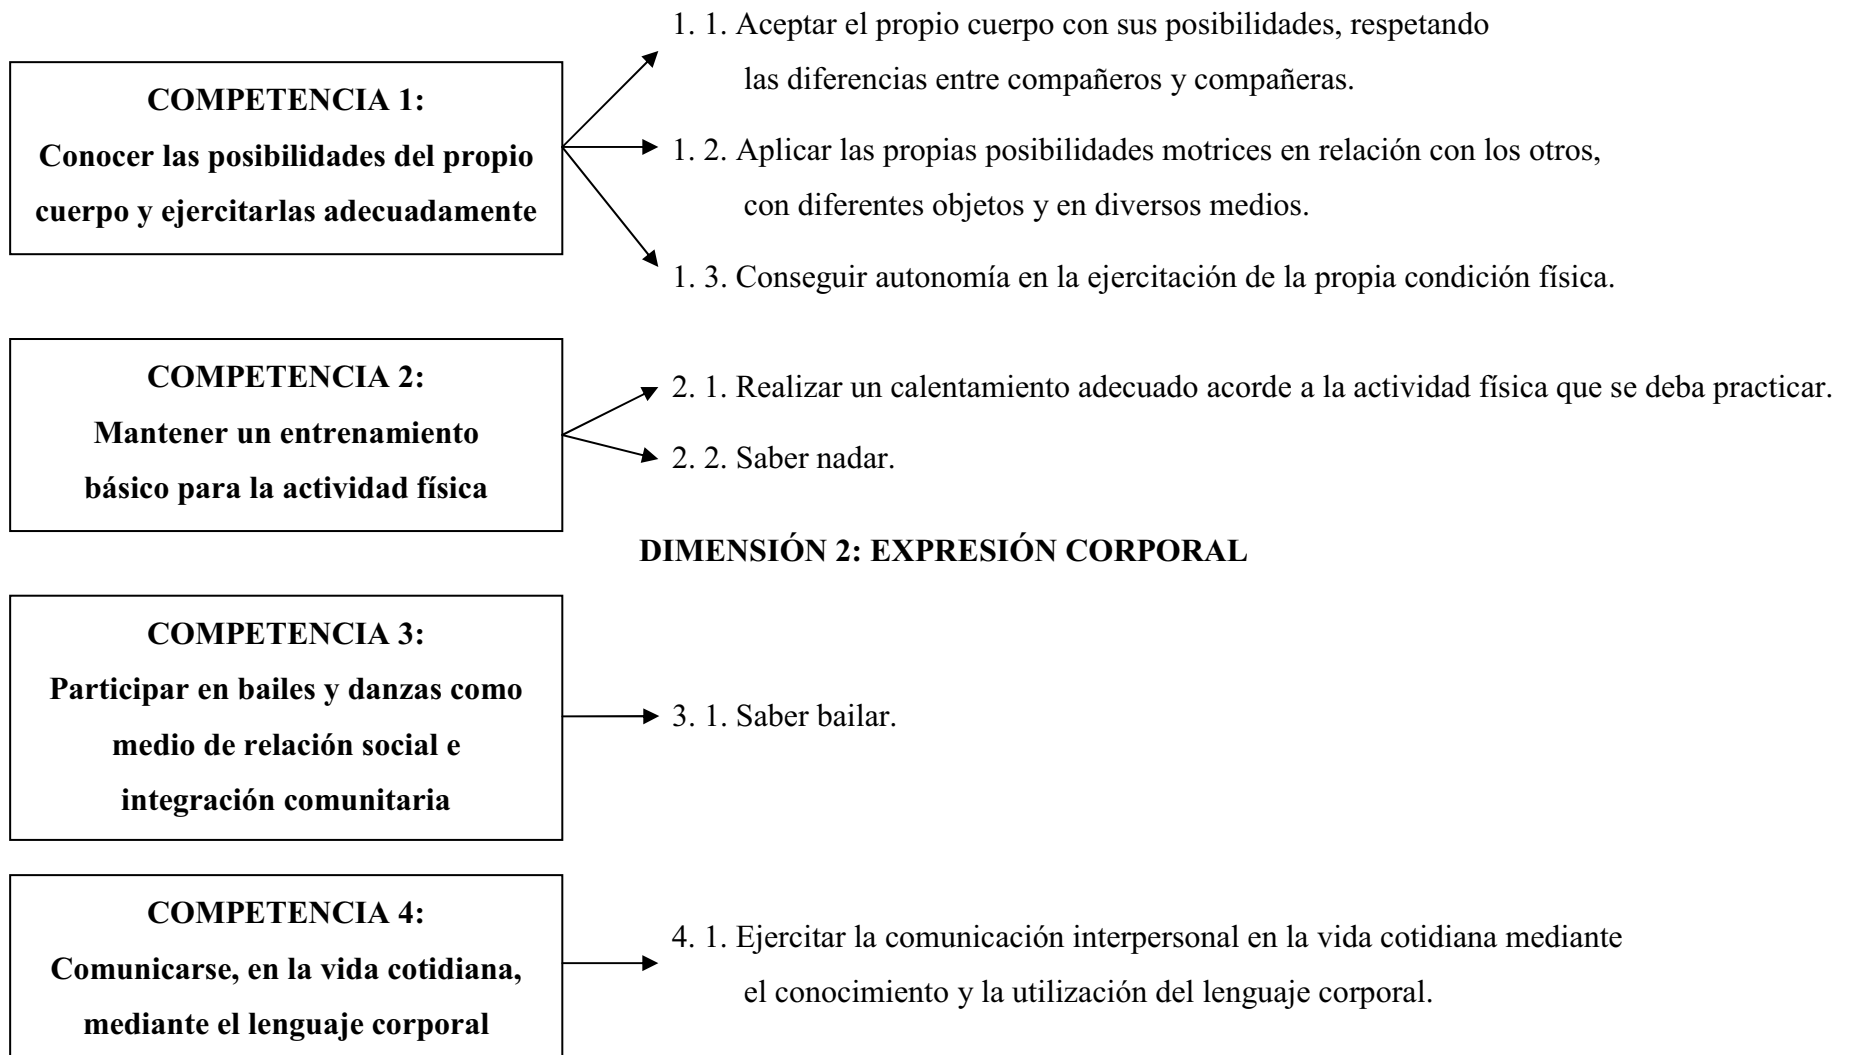 COMPETENCIA 1:
Conocer las posibilidades del propio
cuerpo y ejercitarlas adecuadamente
1. 1. Aceptar el propio cuerpo con sus posibilidades, respetando
las diferencias entre compañeros y compañeras.
1. 2. Aplicar las propias posibilidades motrices en relación con los otros,
con diferentes objetos y en diversos medios.
1. 3. Conseguir autonomía en la ejercitación de la propia condición física.
COMPETENCIA 2:
Mantener un entrenamiento
básico para la actividad física
2. 1. Realizar un calentamiento adecuado acorde a la actividad física que se deba practicar.
2. 2. Saber nadar.
DIMENSIÓN 2: EXPRESIÓN CORPORAL
COMPETENCIA 3:
Participar en bailes y danzas como
medio de relación social e
integración comunitaria
3. 1. Saber bailar.
COMPETENCIA 4:
Comunicarse, en la vida cotidiana,
mediante el lenguaje corporal
4. 1. Ejercitar la comunicación interpersonal en la vida cotidiana mediante
el conocimiento y la utilización del lenguaje corporal.